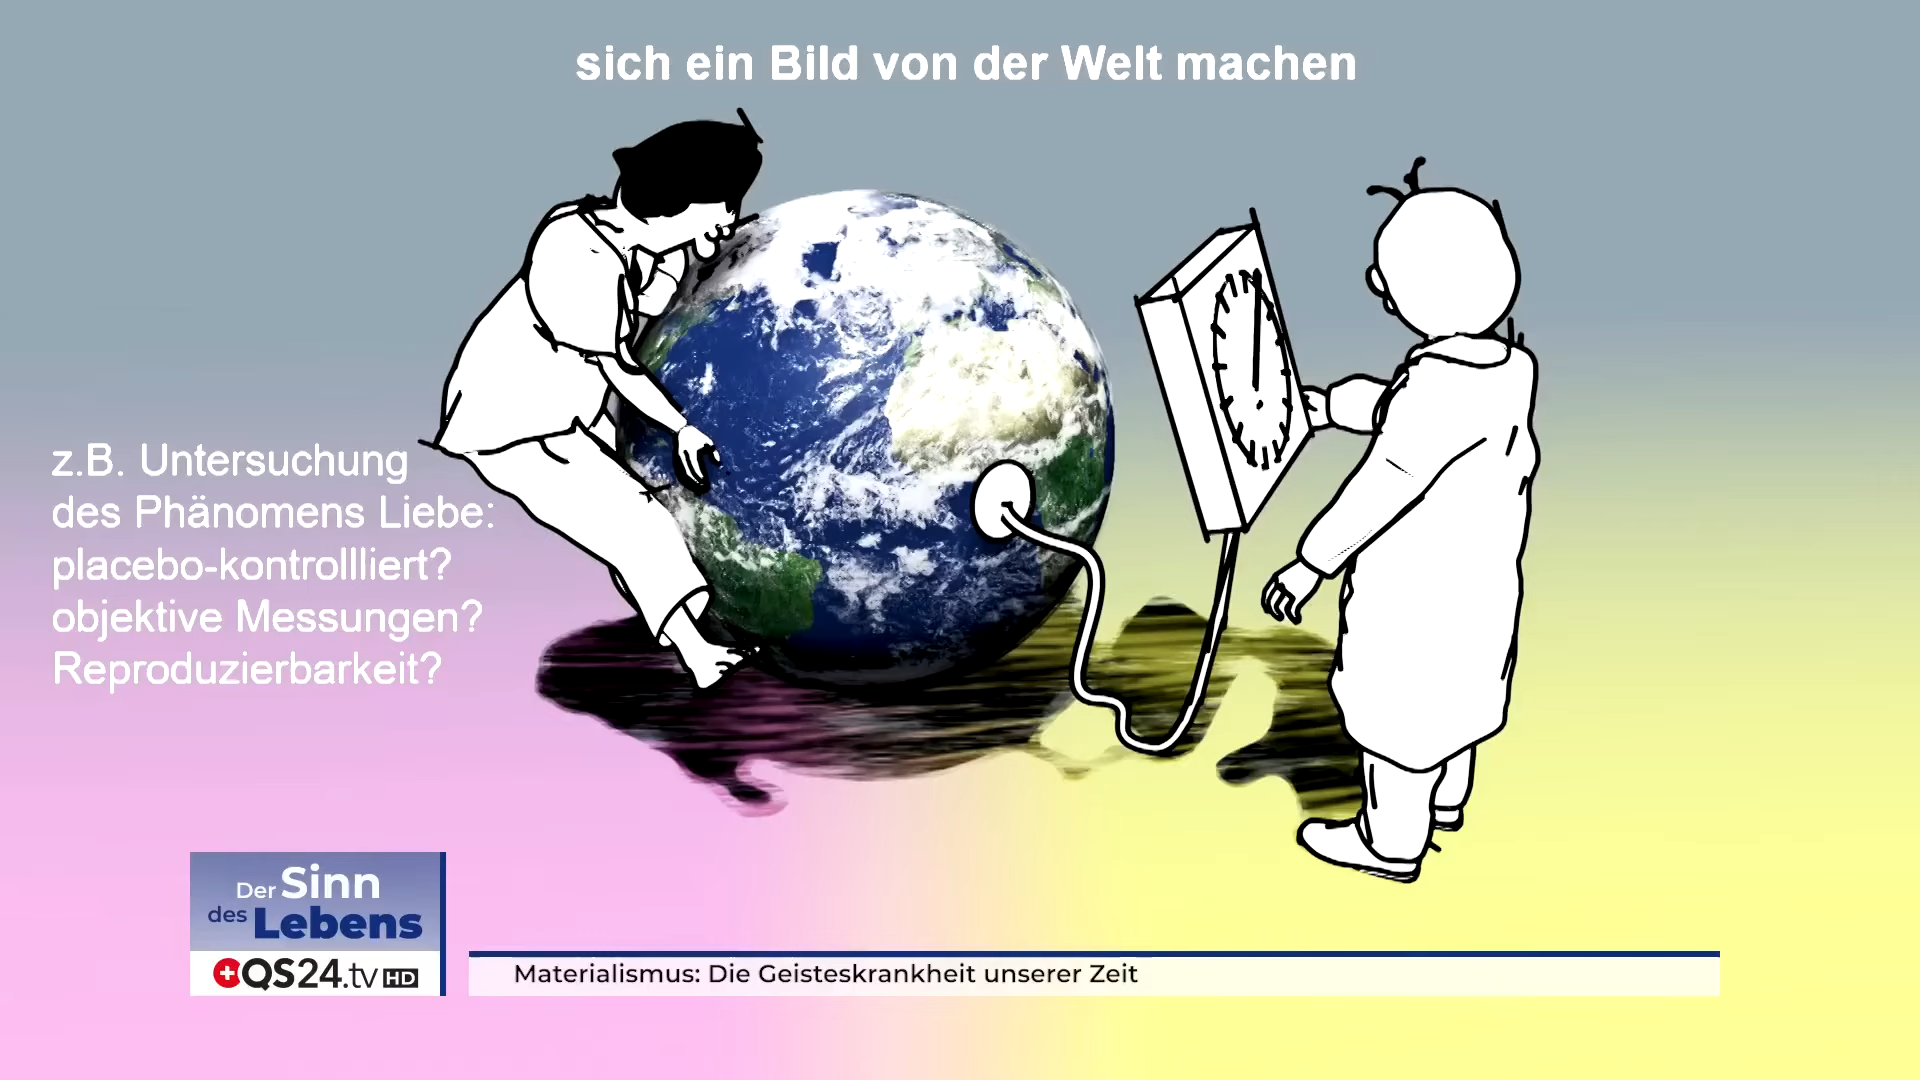 sich ein Bild von der Welt machen
z.B. Untersuchung
des Phänomens Liebe:
placebo-kontrollliert?
objektive Messungen?
Reproduzierbarkeit?
Der Sinn
des Lebens
QS24.tv HD
Materialismus: Die Geisteskrankheit unserer Zeit